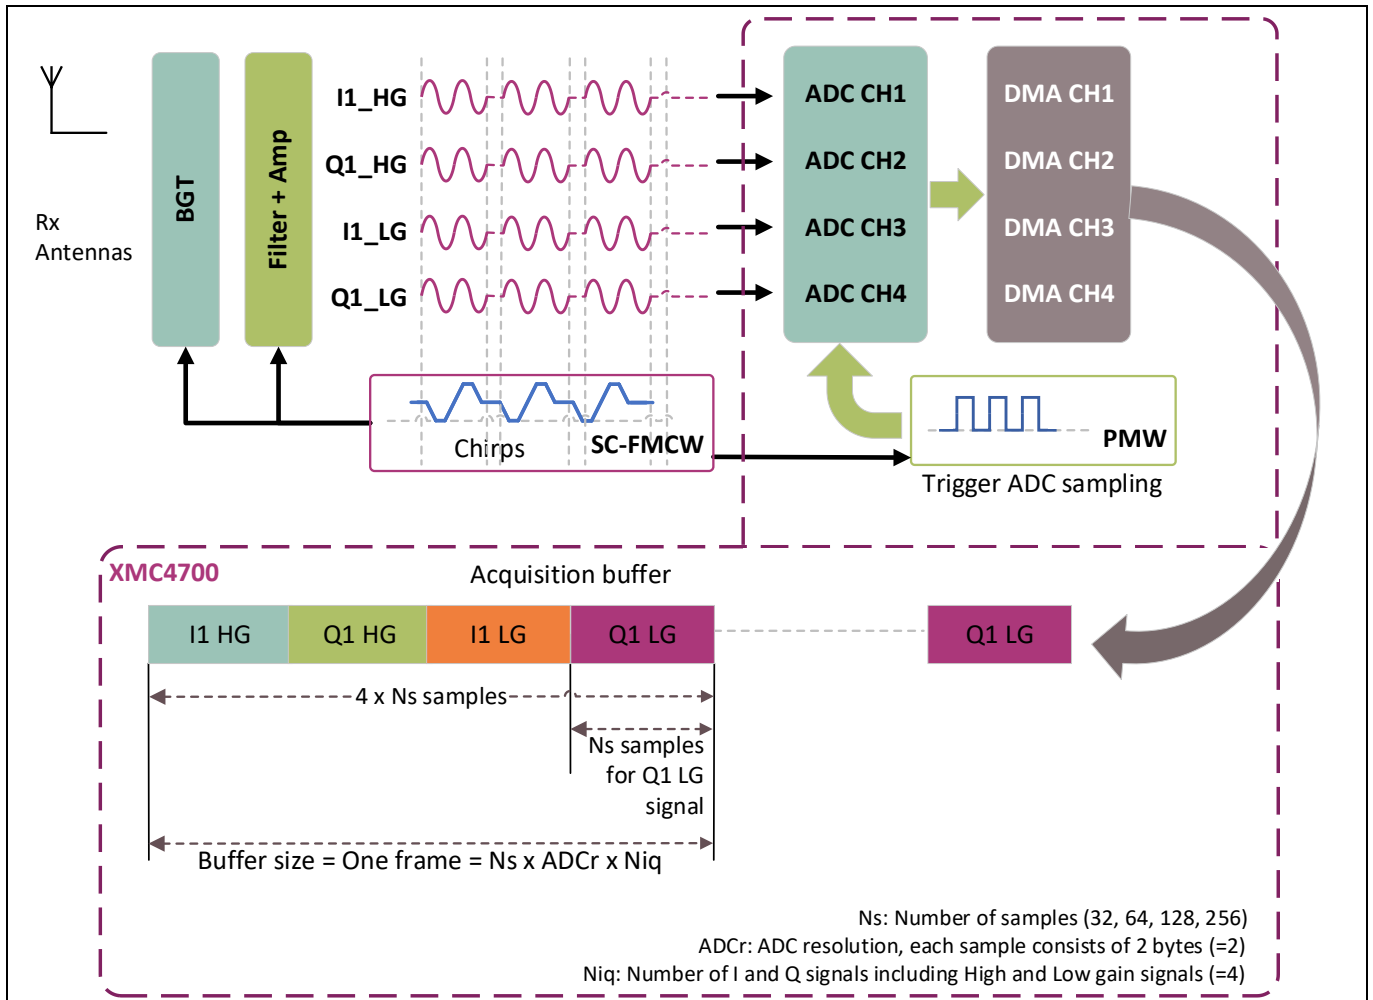 Rx
Antennas
BGT
Filter + Amp
I1_HG
Q1_HG
I1_LG
Q1_LG
ADC CH1
ADC CH2
ADC CH3
ADC CH4
DMA CH1
DMA CH2
DMA CH3
DMA CH4
Chirps
SC-FMCW
PMW
Trigger ADC sampling
XMC4700
Acquisition buffer
I1 HG
Q1 HG
I1 LG
Q1 LG
Q1 LG
4 x Ns samples
Ns samples
for Q1 LG
signal
Buffer size = One frame = Ns x ADCr x Niq
Ns: Number of samples (32, 64, 128, 256)
ADCr: ADC resolution, each sample consists of 2 bytes (=2)
Niq: Number of I and Q signals including High and Low gain signals (=4)